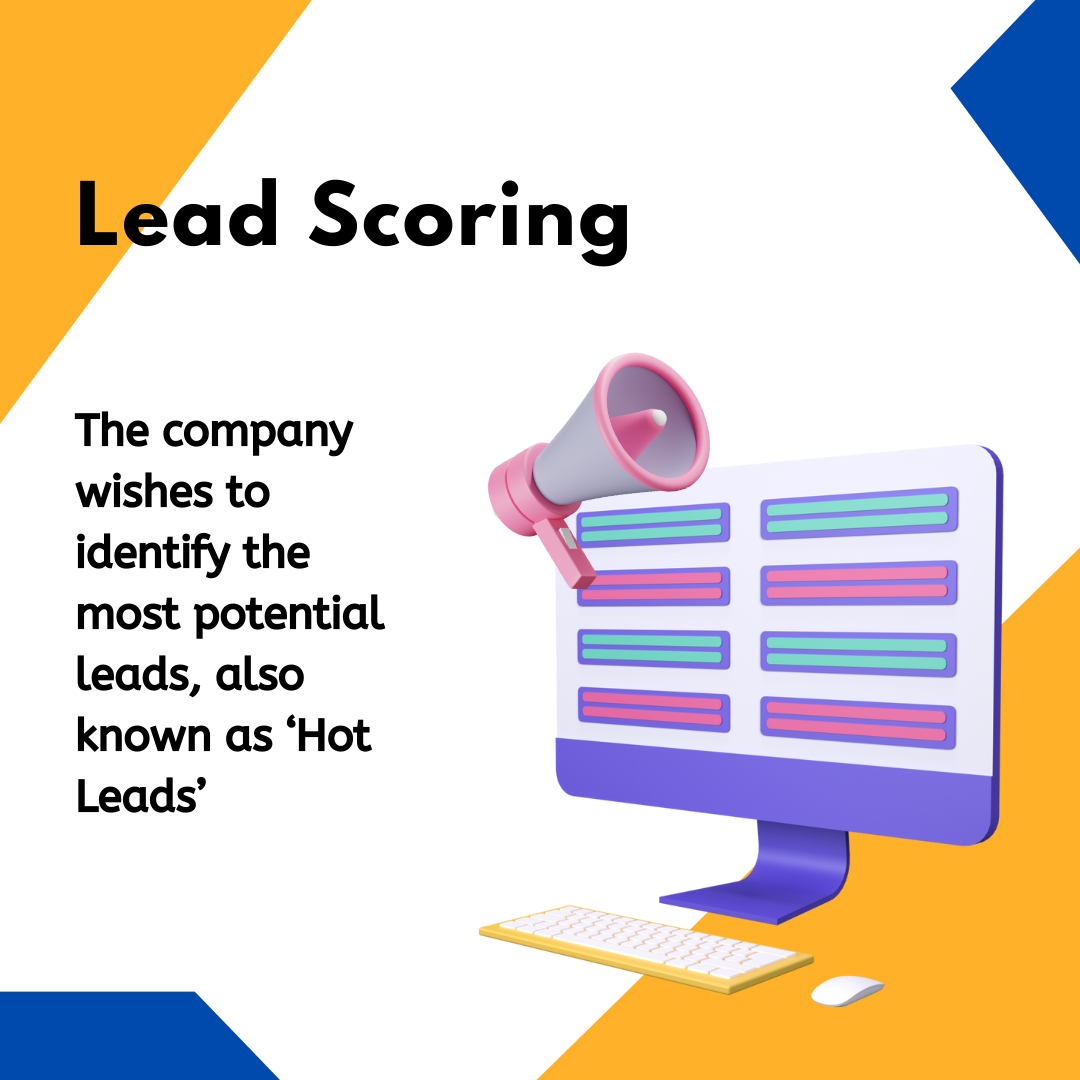 Lead Scoring
The company
wishes to
identify the
most potential
leads, also
known as ‘Hot
Leads’